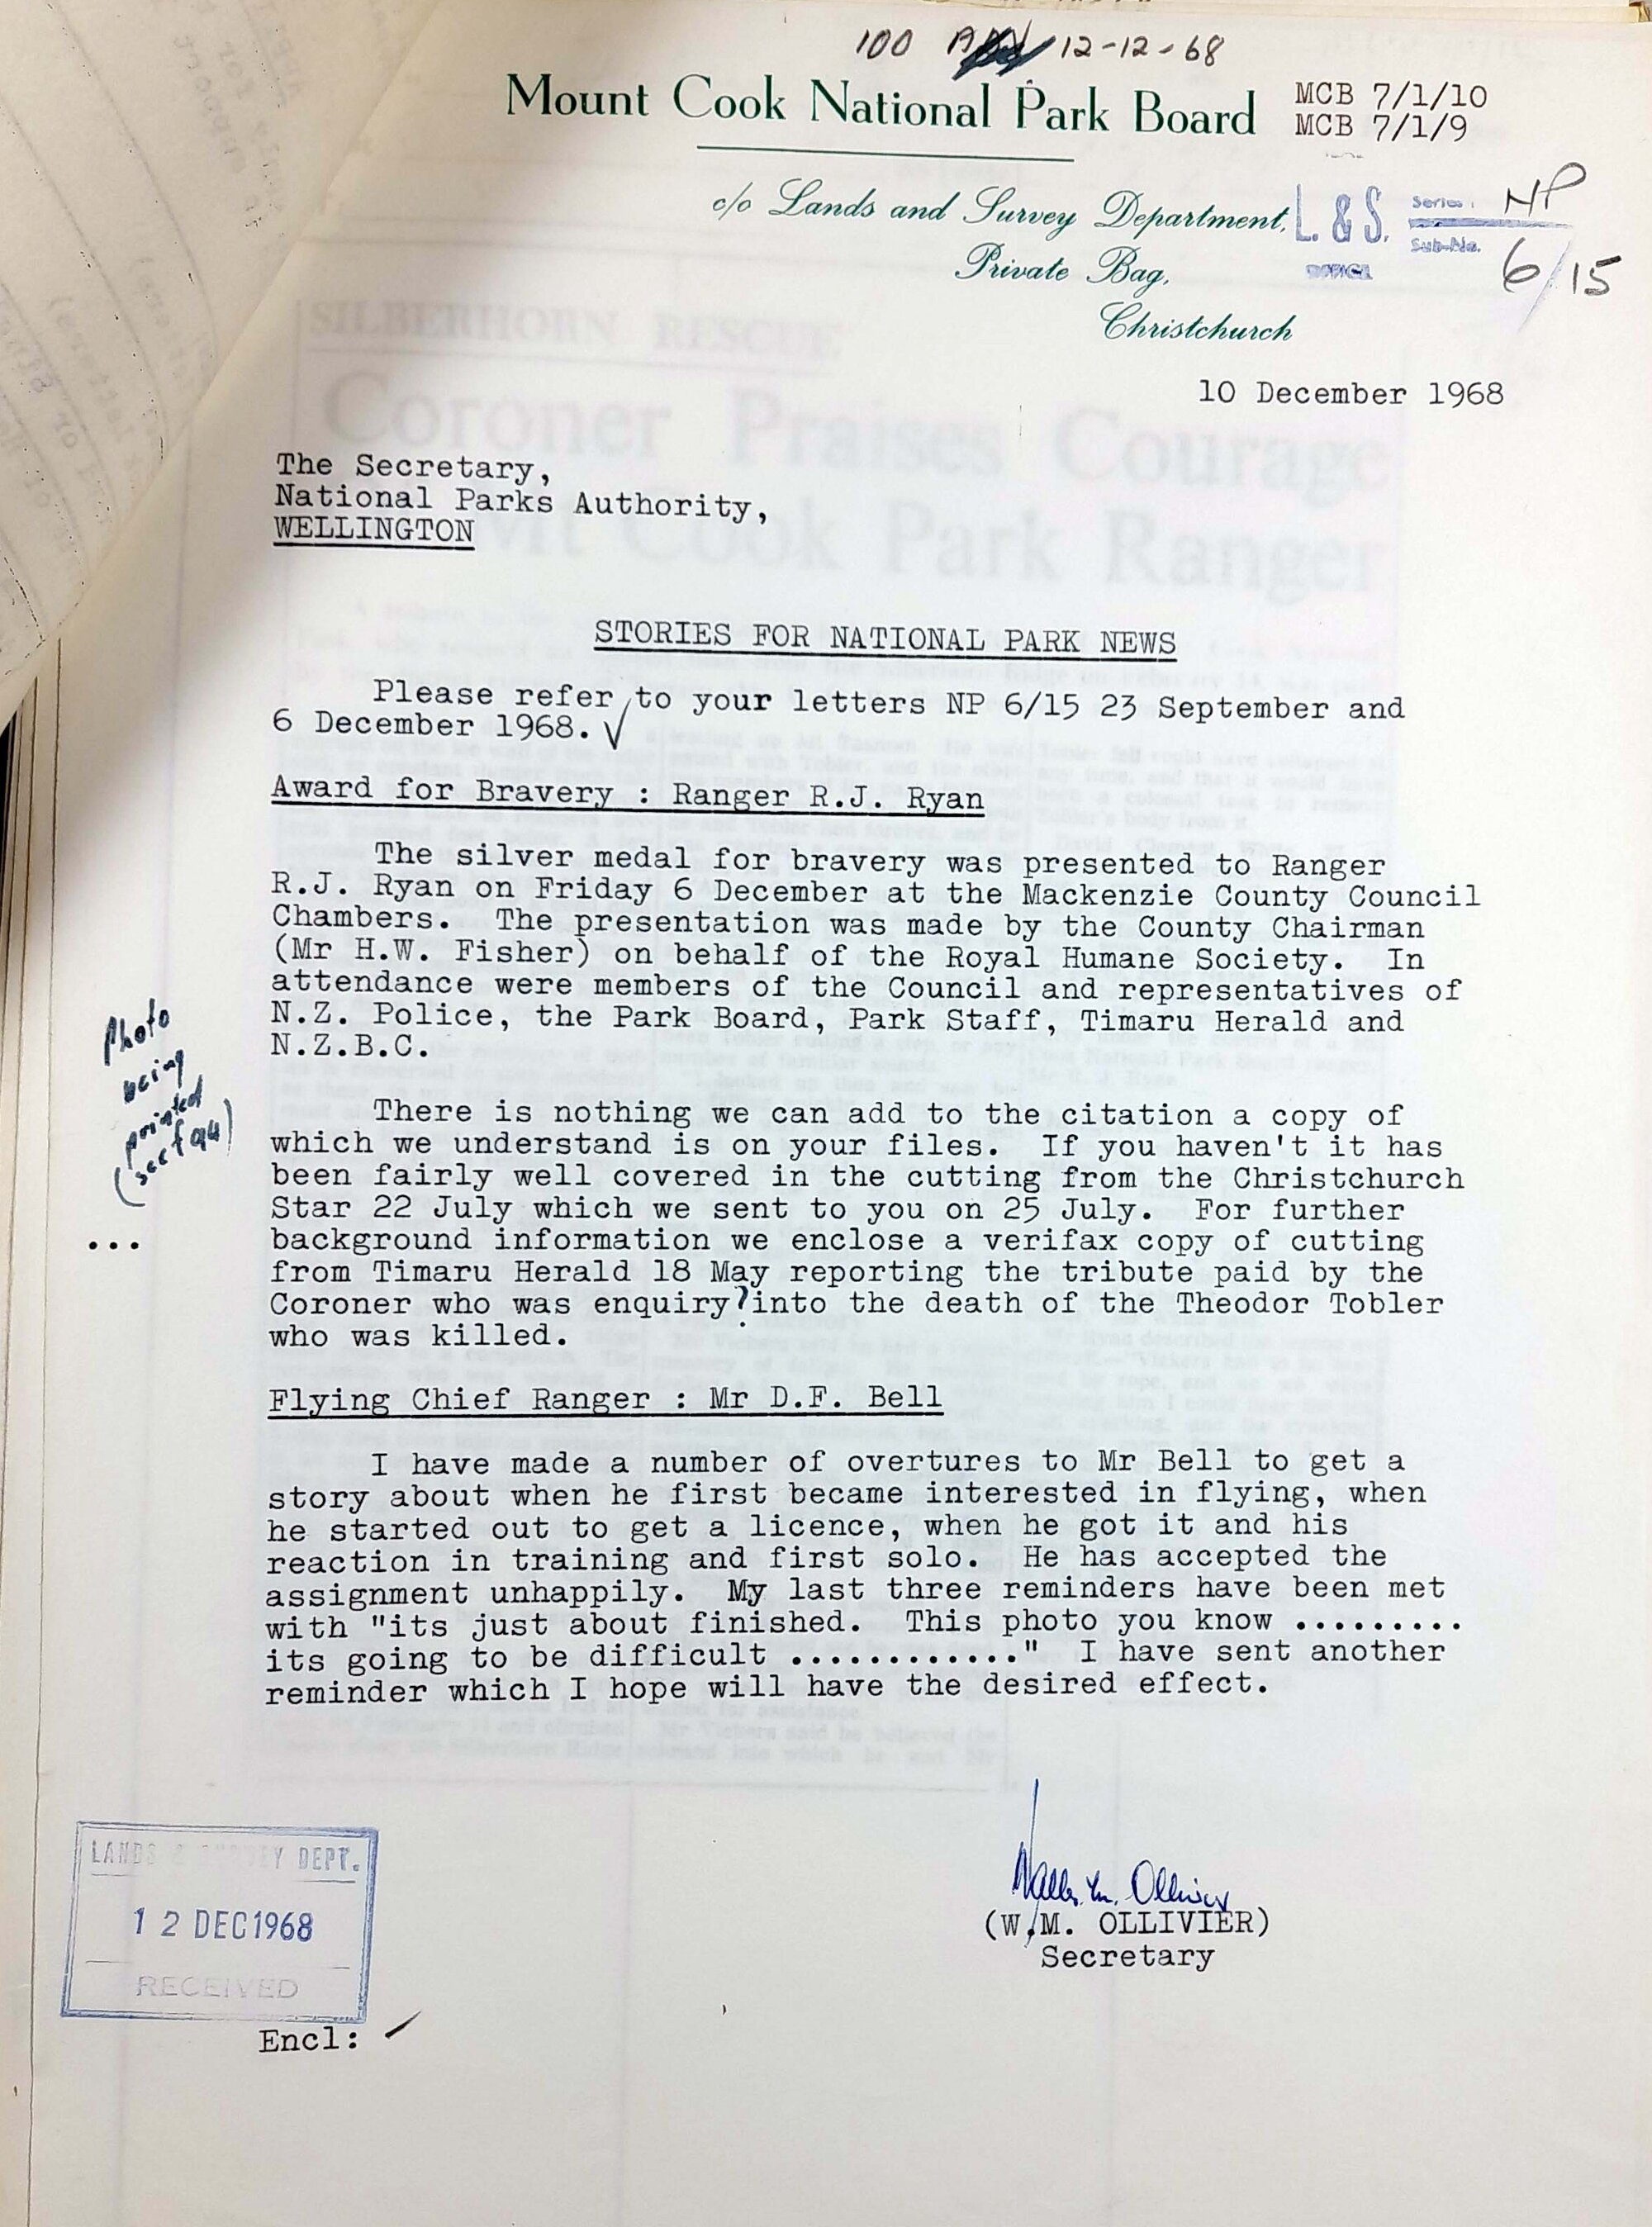 100 12-12-68
Mount Cook National Park Board
MCB 7/1/10
MCB 7/1/9
c/o Lands and Survey Department,
Private Bag,
Christchurch
L. & S.
Series: NP
Sub-No. 6/15
10 December 1968
SILBERHORN RESCUE
Coroner Praises Courage
Mt Cook Park Ranger
The Secretary,
National Parks Authority,
WELLINGTON
STORIES FOR NATIONAL PARK NEWS
Please refer to your letters NP 6/15 23 September and
6 December 1968. √
Award for Bravery : Ranger R.J. Ryan
The silver medal for bravery was presented to Ranger
R.J. Ryan on Friday 6 December at the Mackenzie County Council
Chambers. The presentation was made by the County Chairman
(Mr H.W. Fisher) on behalf of the Royal Humane Society. In
attendance were members of the Council and representatives of
N.Z. Police, the Park Board, Park Staff, Timaru Herald and
N.Z.B.C.
Photo
being
printed
(see f 94)
There is nothing we can add to the citation a copy of
which we understand is on your files. If you haven't it has
been fairly well covered in the cutting from the Christchurch
Star 22 July which we sent to you on 25 July. For further
... background information we enclose a verifax copy of cutting
from Timaru Herald 18 May reporting the tribute paid by the
Coroner who was enquiry ? into the death of the Theodor Tobler
who was killed.
Flying Chief Ranger : Mr D.F. Bell
I have made a number of overtures to Mr Bell to get a
story about when he first became interested in flying, when
he started out to get a licence, when he got it and his
reaction in training and first solo. He has accepted the
assignment unhappily. My last three reminders have been met
with "its just about finished. This photo you know .........
its going to be difficult ............" I have sent another
reminder which I hope will have the desired effect.
Walter M. Ollivier
(W.M. OLLIVIER)
Secretary
LANDS & SURVEY DEPT.
12 DEC 1968
RECEIVED
Encl: